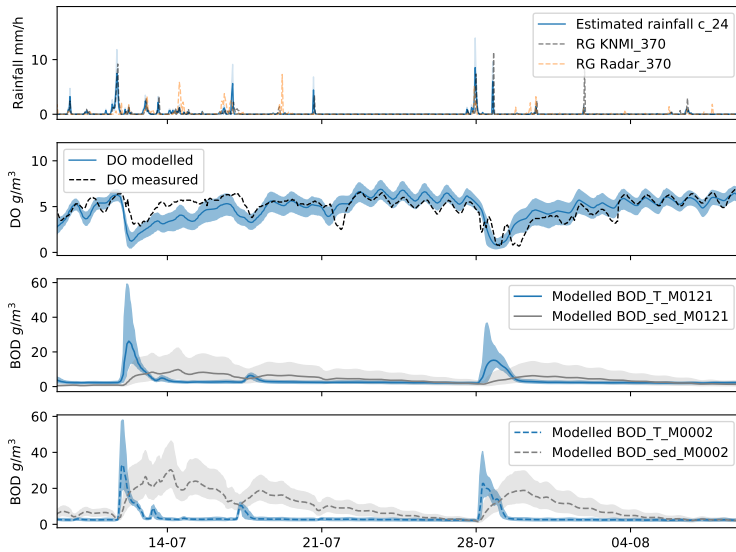 Rainfall mm/h
10
0
Estimated rainfall c_24
RG KNMI_370
RG Radar_370
DO g/m³
10
5
0
DO modelled
DO measured
BOD g/m³
60
40
20
0
Modelled BOD_T_M0121
Modelled BOD_sed_M0121
BOD g/m³
60
40
20
0
Modelled BOD_T_M0002
Modelled BOD_sed_M0002
14-07 21-07 28-07 04-08